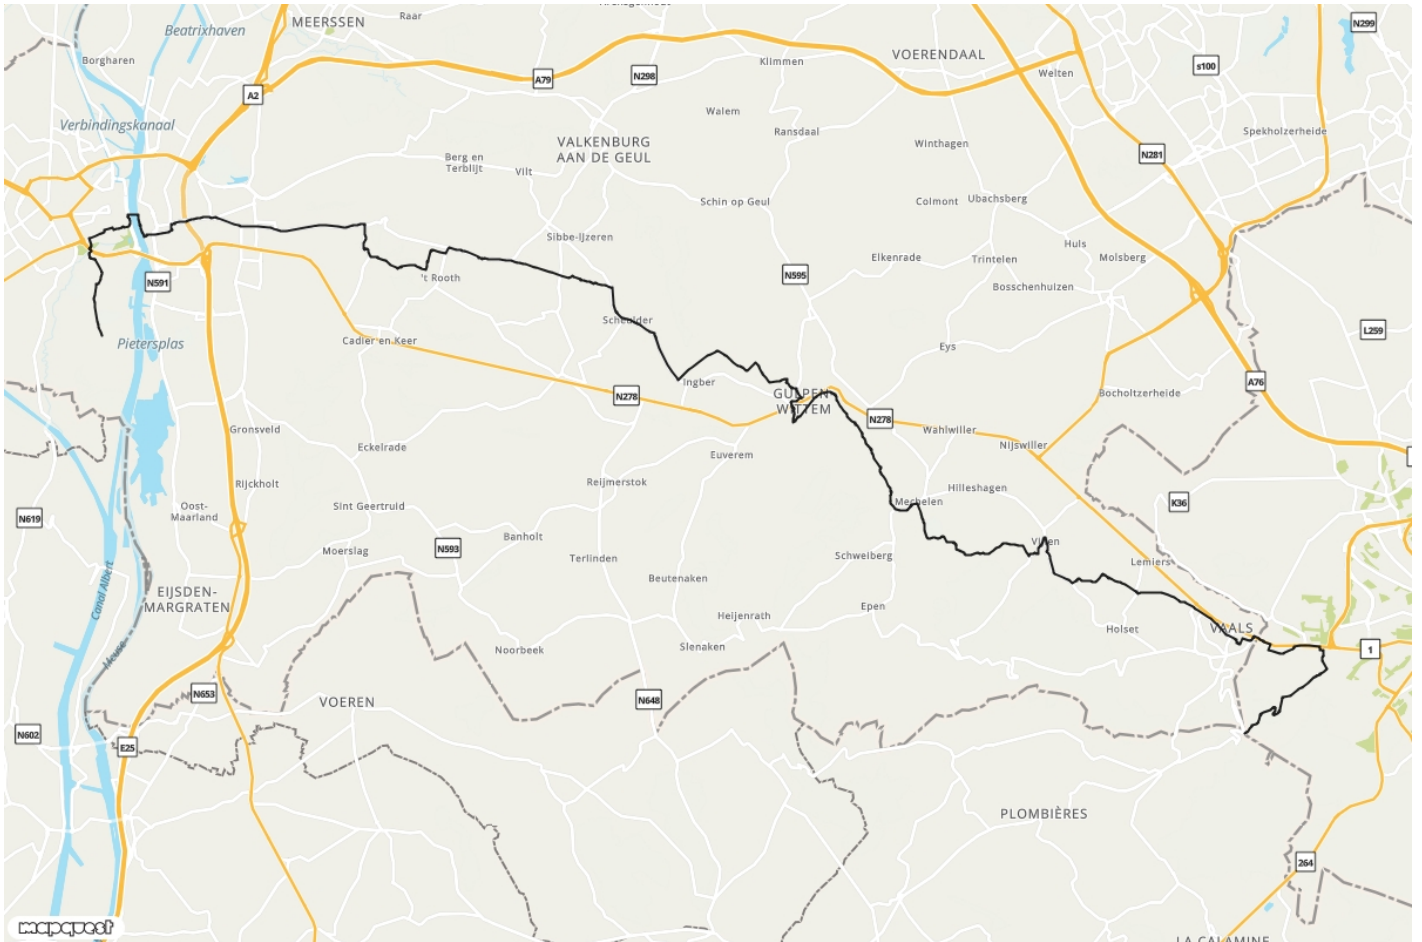 MEERSSEN
Raar
Beatrixhaven
N299
Borgharen
A79
N298
Klimmen
VOERENDAAL
Welten
s100
A2
Walem
Verbindingskanaal
Ransdaal
Spekholzerheide
VALKENBURG
AAN DE GEUL
Winthagen
N281
Berg en
Terblijt
Vilt
Schin op Geul
Colmont
Ubachsberg
Sibbe-IJzeren
Huls
Elkenrade
Trintelen
Molsberg
't Rooth
N595
N591
Bosschenhuizen
Scheulder
L259
Cadier en Keer
Pietersplas
Eys
Ingber
A76
N278
GULPEN-
WITTEM
Bocholtzerheide
N278
Gronsveld
Wahlwiller
Nijswiller
Eckelrade
Euverem
Rijckholt
Reijmerstok
Hilleshagen
Mechelen
K36
Oost-
Maarland
Sint Geertruid
N619
Banholt
Vijlen
Moerslag
N593
Terlinden
Schweiberg
Lemiers
Beutenaken
Canal Albert
EIJSDEN-
MARGRATEN
Heijenrath
Epen
Holset
VAALS
Meuse
Noorbeek
Slenaken
1
N653
VOEREN
N648
N602
E25
PLOMBIÈRES
264
mapquest
LA CALAMINE